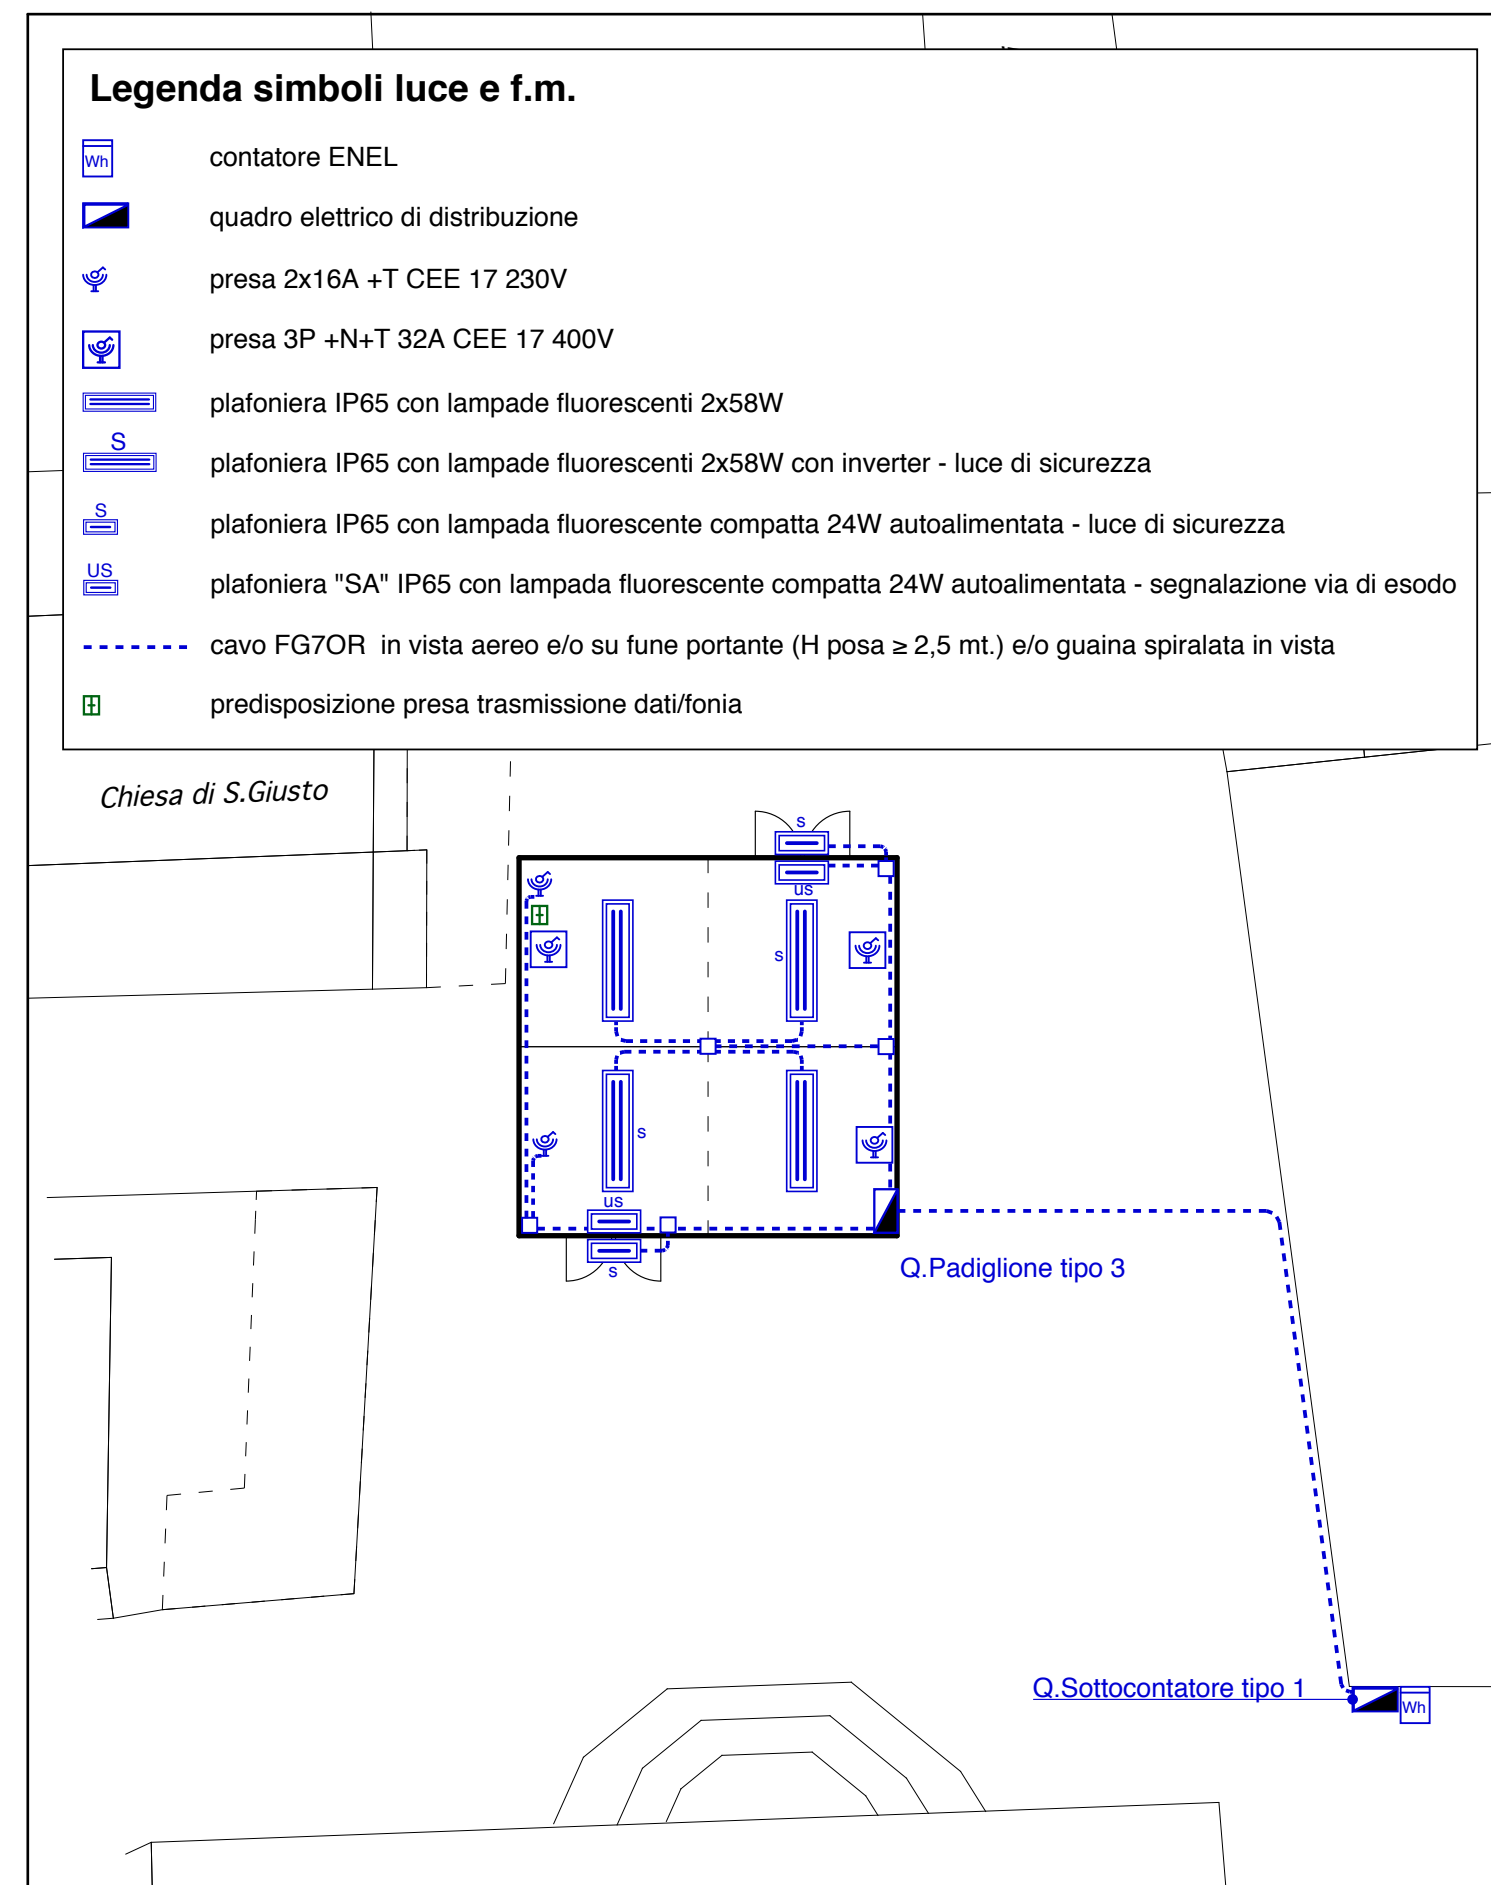 Legenda simboli luce e f.m.
Wh contatore ENEL
quadro elettrico di distribuzione
presa 2x16A +T CEE 17 230V
presa 3P +N+T 32A CEE 17 400V
plafoniera IP65 con lampade fluorescenti 2x58W
S plafoniera IP65 con lampade fluorescenti 2x58W con inverter - luce di sicurezza
S plafoniera IP65 con lampada fluorescente compatta 24W autoalimentata - luce di sicurezza
US plafoniera "SA" IP65 con lampada fluorescente compatta 24W autoalimentata - segnalazione via di esodo
cavo FG7OR in vista aereo e/o su fune portante (H posa ≥ 2,5 mt.) e/o guaina spiralata in vista
predisposizione presa trasmissione dati/fonia
Chiesa di S.Giusto
s
us
s
s
us
s
Q.Padiglione tipo 3
Q.Sottocontatore tipo 1
Wh